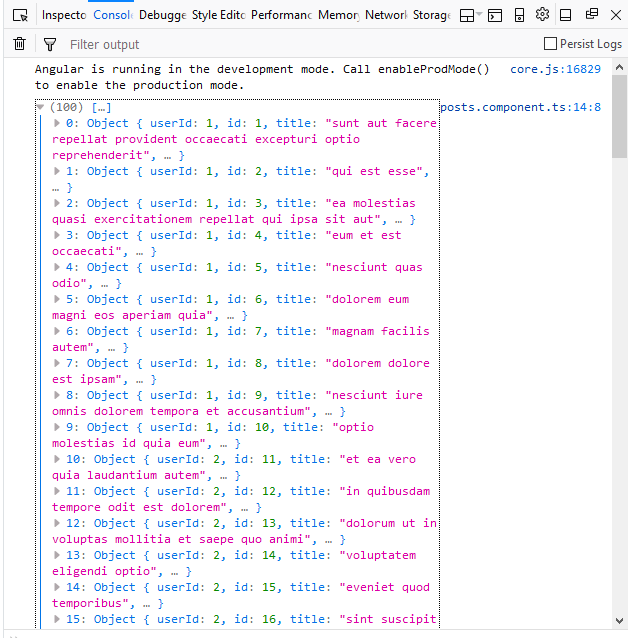 Inspecto Console Debugge Style Edito Performanc Memory Network Storage
Filter output Persist Logs
Angular is running in the development mode. Call enableProdMode() core.js:16829
to enable the production mode.
(100) […] posts.component.ts:14:8
0: Object { userId: 1, id: 1, title: "sunt aut facere
repellat provident occaecati excepturi optio
reprehenderit", … }
1: Object { userId: 1, id: 2, title: "qui est esse",
… }
2: Object { userId: 1, id: 3, title: "ea molestias
quasi exercitationem repellat qui ipsa sit aut", … }
3: Object { userId: 1, id: 4, title: "eum et est
occaecati", … }
4: Object { userId: 1, id: 5, title: "nesciunt quas
odio", … }
5: Object { userId: 1, id: 6, title: "dolorem eum
magni eos aperiam quia", … }
6: Object { userId: 1, id: 7, title: "magnam facilis
autem", … }
7: Object { userId: 1, id: 8, title: "dolorem dolore
est ipsam", … }
8: Object { userId: 1, id: 9, title: "nesciunt iure
omnis dolorem tempora et accusantium", … }
9: Object { userId: 1, id: 10, title: "optio
molestias id quia eum", … }
10: Object { userId: 2, id: 11, title: "et ea vero
quia laudantium autem", … }
11: Object { userId: 2, id: 12, title: "in quibusdam
tempore odit est dolorem", … }
12: Object { userId: 2, id: 13, title: "dolorum ut in
voluptas mollitia et saepe quo animi", … }
13: Object { userId: 2, id: 14, title: "voluptatem
eligendi optio", … }
14: Object { userId: 2, id: 15, title: "eveniet quod
temporibus", … }
15: Object { userId: 2, id: 16, title: "sint suscipit